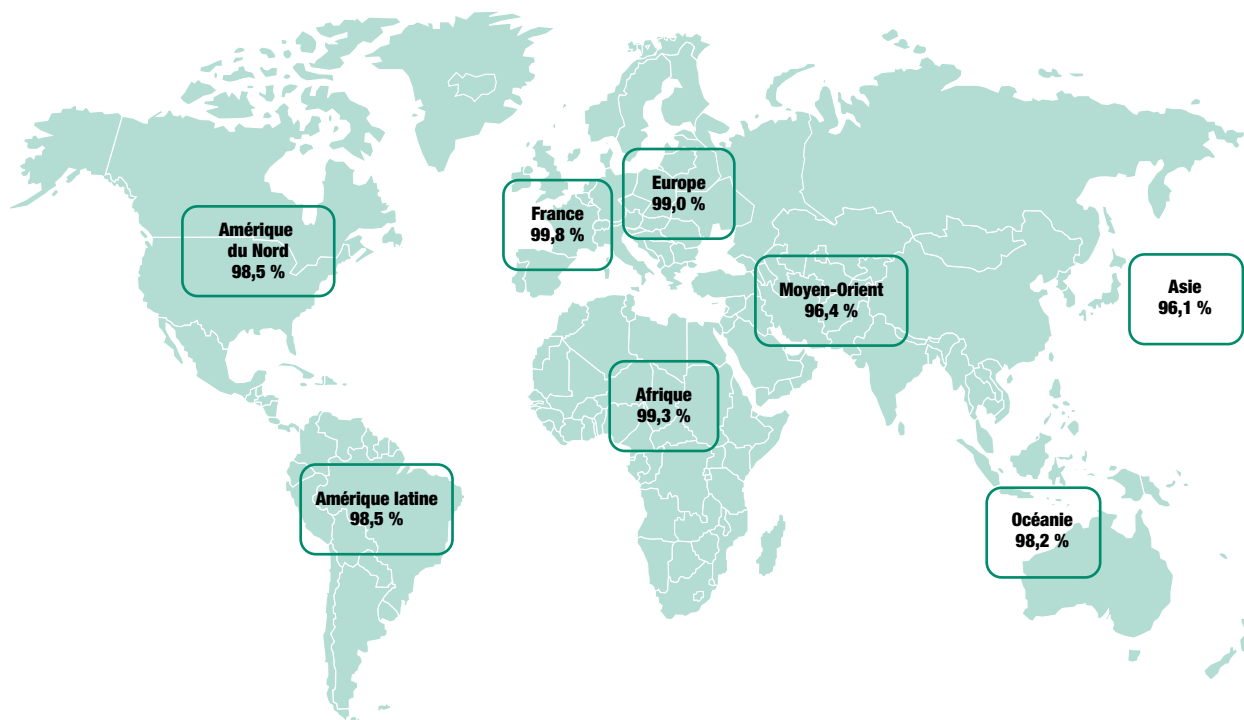 Europe
99,0 %
France
99,8 %
Amérique
du Nord
98,5 %
Moyen-Orient
96,4 %
Asie
96,1 %
Afrique
99,3 %
Amérique latine
98,5 %
Océanie
98,2 %